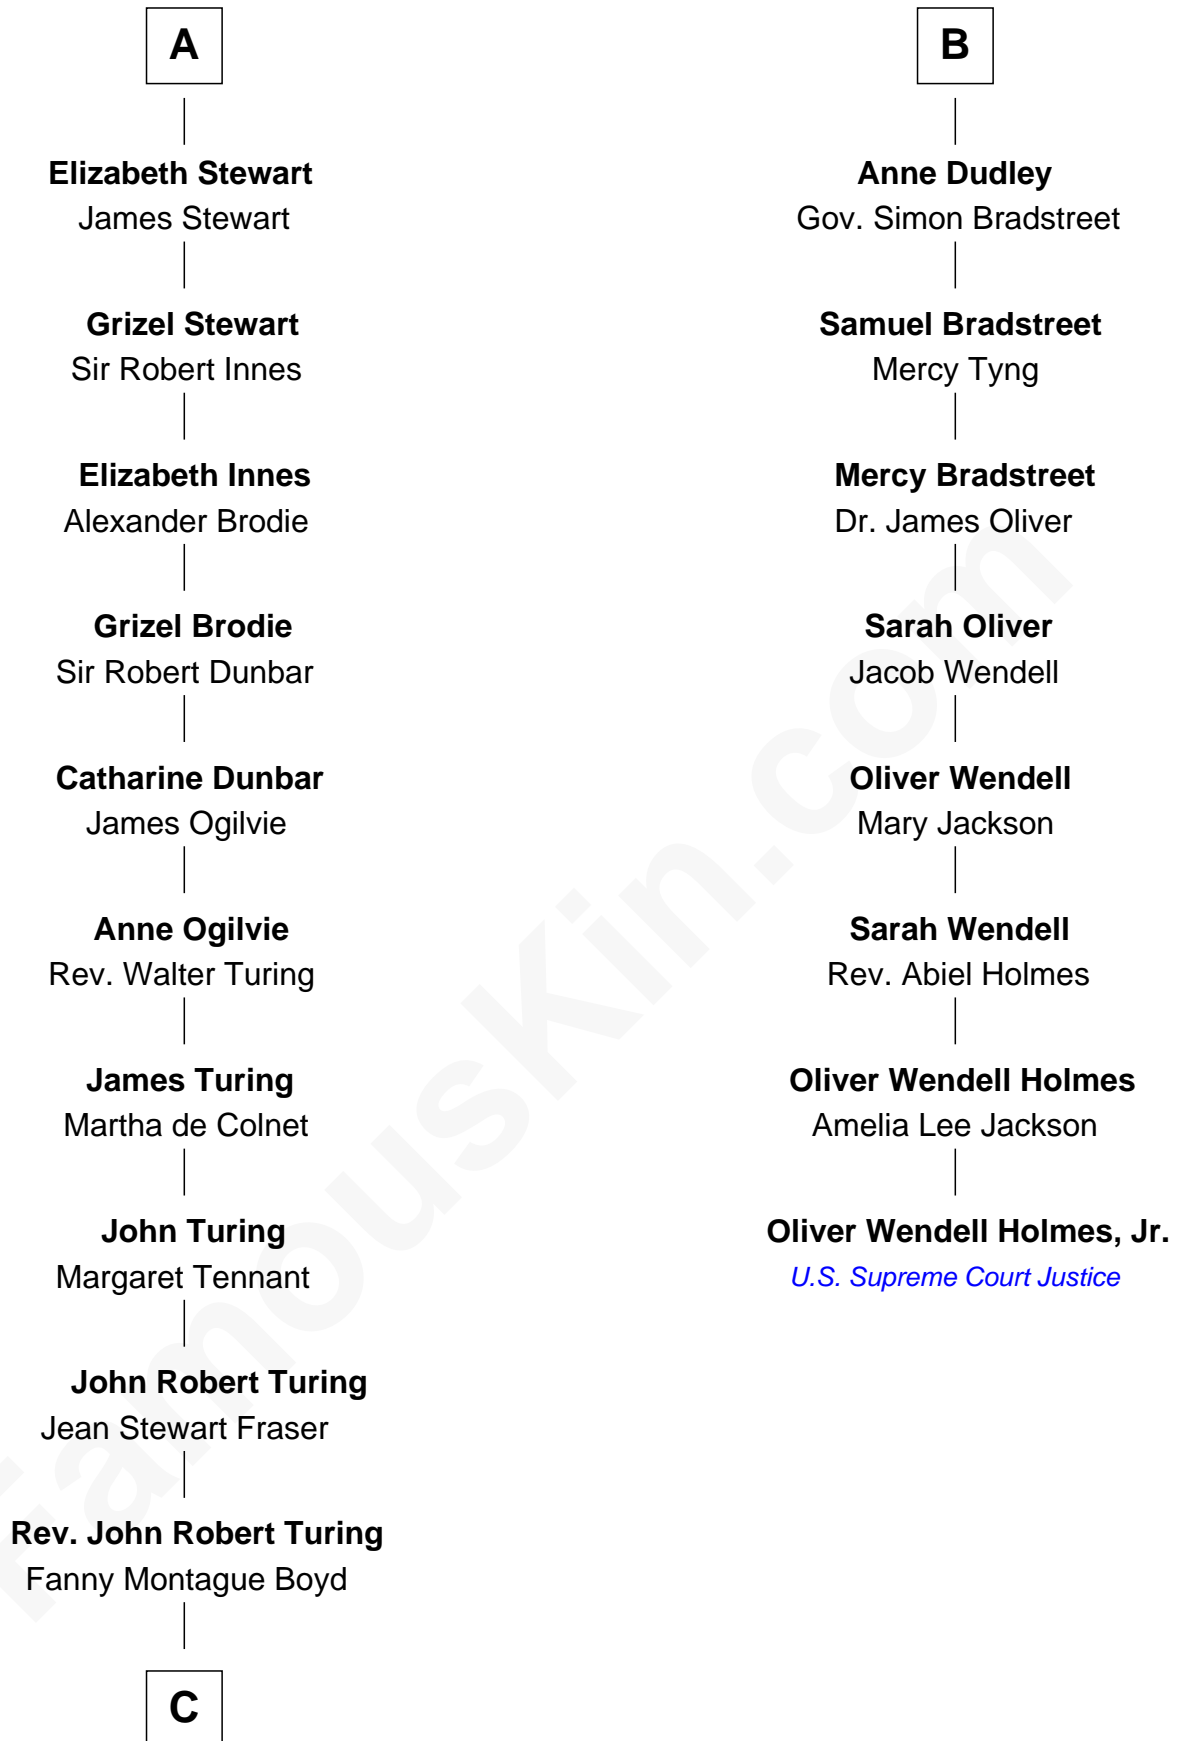 A
Elizabeth Stewart
James Stewart
Grizel Stewart
Sir Robert Innes
Elizabeth Innes
Alexander Brodie
Grizel Brodie
Sir Robert Dunbar
Catharine Dunbar
James Ogilvie
Anne Ogilvie
Rev. Walter Turing
James Turing
Martha de Colnet
John Turing
Margaret Tennant
John Robert Turing
Jean Stewart Fraser
Rev. John Robert Turing
Fanny Montague Boyd
C
B
Anne Dudley
Gov. Simon Bradstreet
Samuel Bradstreet
Mercy Tyng
Mercy Bradstreet
Dr. James Oliver
Sarah Oliver
Jacob Wendell
Oliver Wendell
Mary Jackson
Sarah Wendell
Rev. Abiel Holmes
Oliver Wendell Holmes
Amelia Lee Jackson
Oliver Wendell Holmes, Jr.
U.S. Supreme Court Justice
FamousKin.com